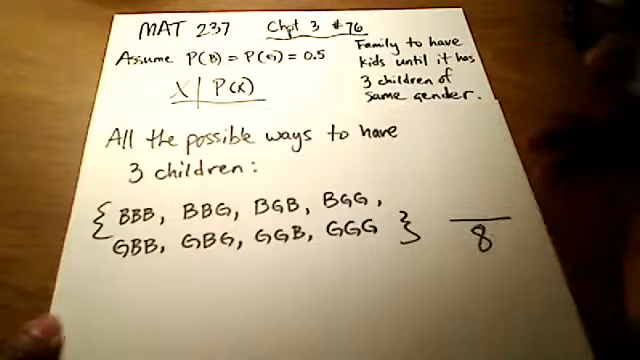 MAT 237 Chpt 3 #76
Assume P(B) = P(G) = 0.5
Family to have
kids until it has
3 children of
same gender.
X | P(X)
All the possible ways to have
3 children:
{ BBB, BBG, BGB, BGG,
GBB, GBG, GGB, GGG }
8